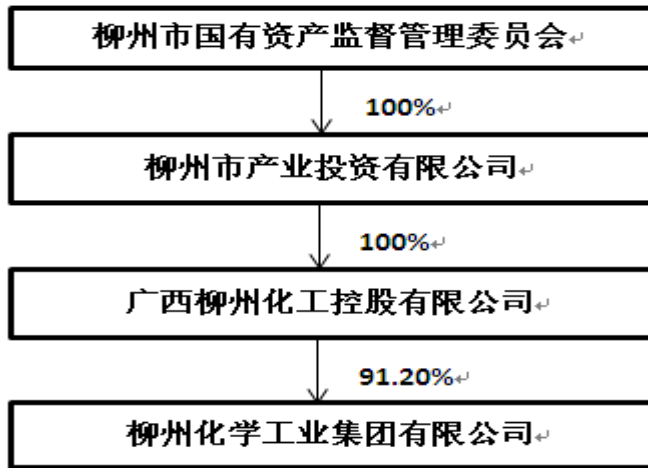 柳州市国有资产监督管理委员会↵
100%↵
柳州市产业投资有限公司↵
100%↵
广西柳州化工控股有限公司↵
91.20%↵
柳州化学工业集团有限公司↵